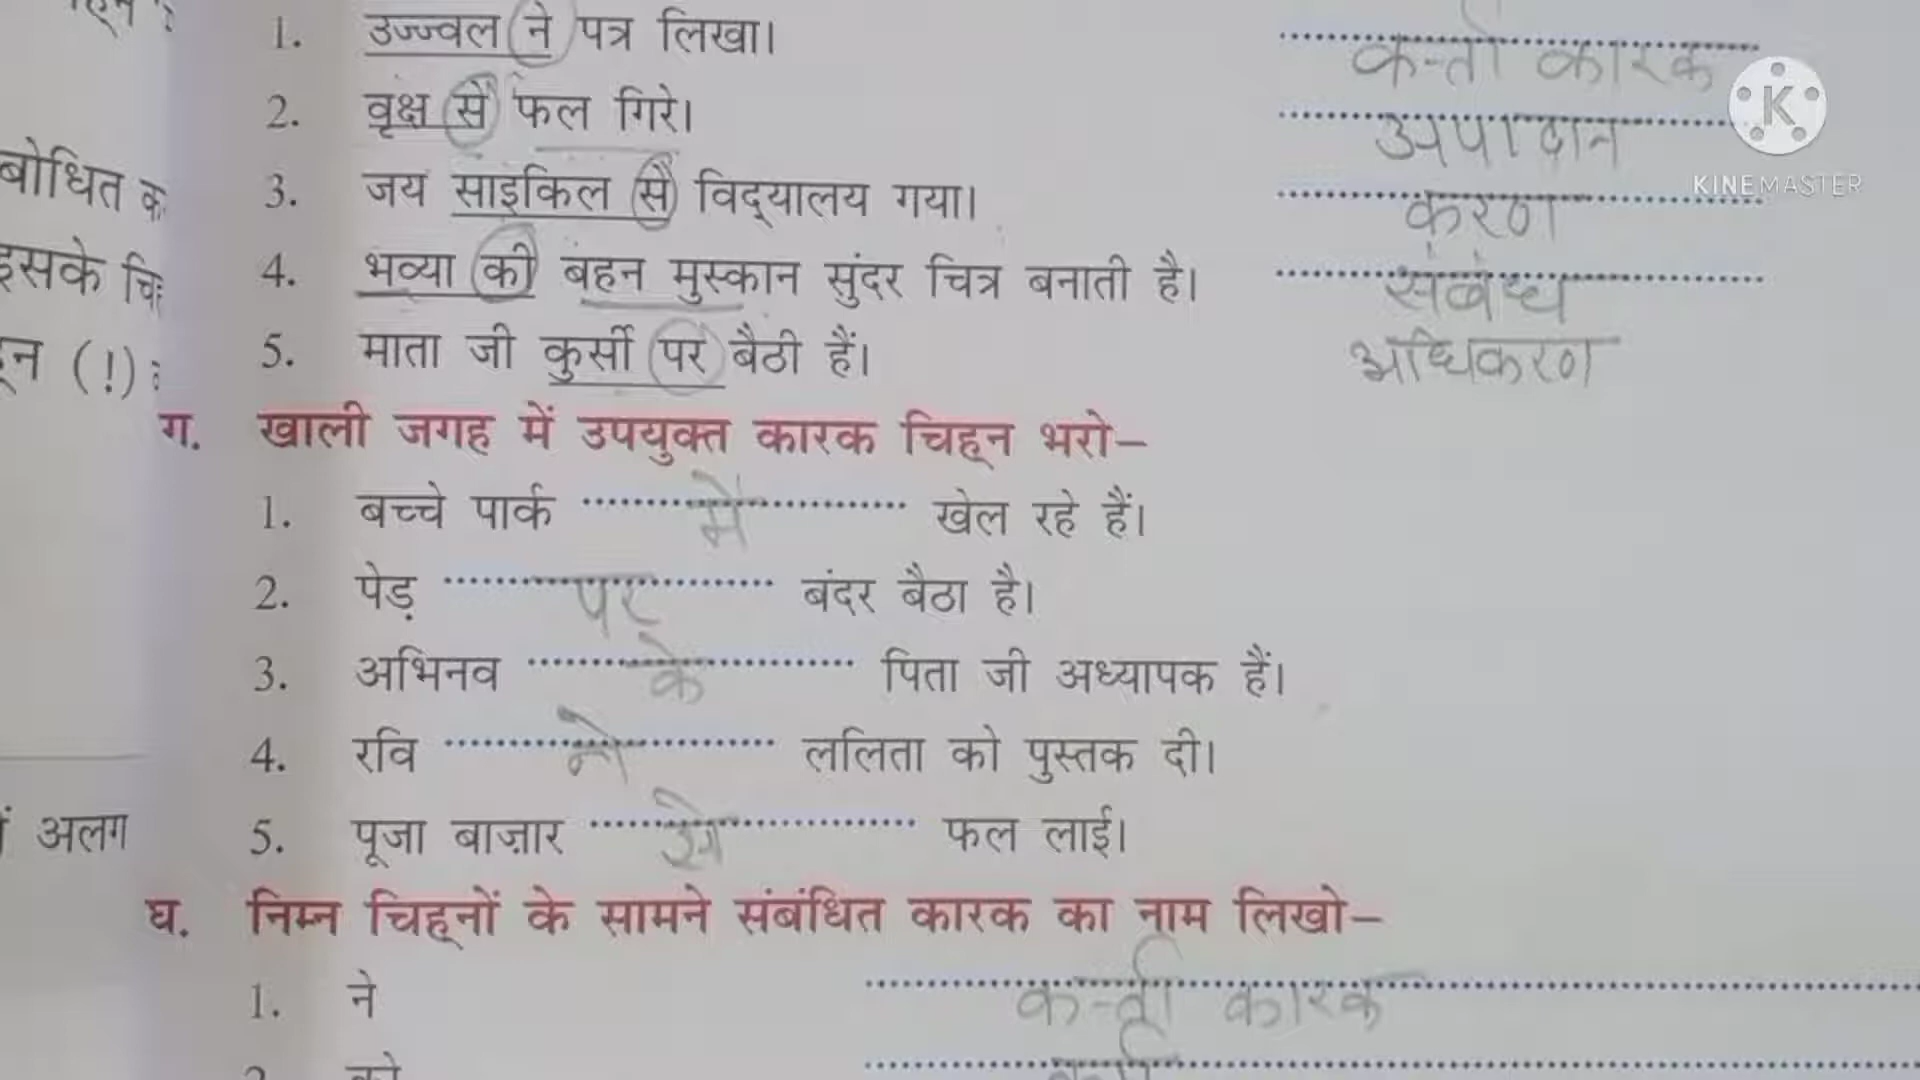 1. उज्ज्वल ने पत्र लिखा। कर्त्ता कारक
2. वृक्ष से फल गिरे। अपादान
3. जय साइकिल से विद्यालय गया। करण
4. भव्या की बहन मुस्कान सुंदर चित्र बनाती है। संबंध
5. माता जी कुर्सी पर बैठी हैं। अधिकरण
ग. खाली जगह में उपयुक्त कारक चिह्न भरो–
1. बच्चे पार्क में खेल रहे हैं।
2. पेड़ पर बंदर बैठा है।
3. अभिनव के पिता जी अध्यापक हैं।
4. रवि ने ललिता को पुस्तक दी।
5. पूजा बाज़ार से फल लाई।
घ. निम्न चिह्नों के सामने संबंधित कारक का नाम लिखो–
1. ने कर्त्ता कारक
2. को
बोधित क
इसके चि
(!)
अलग
KINEMASTER